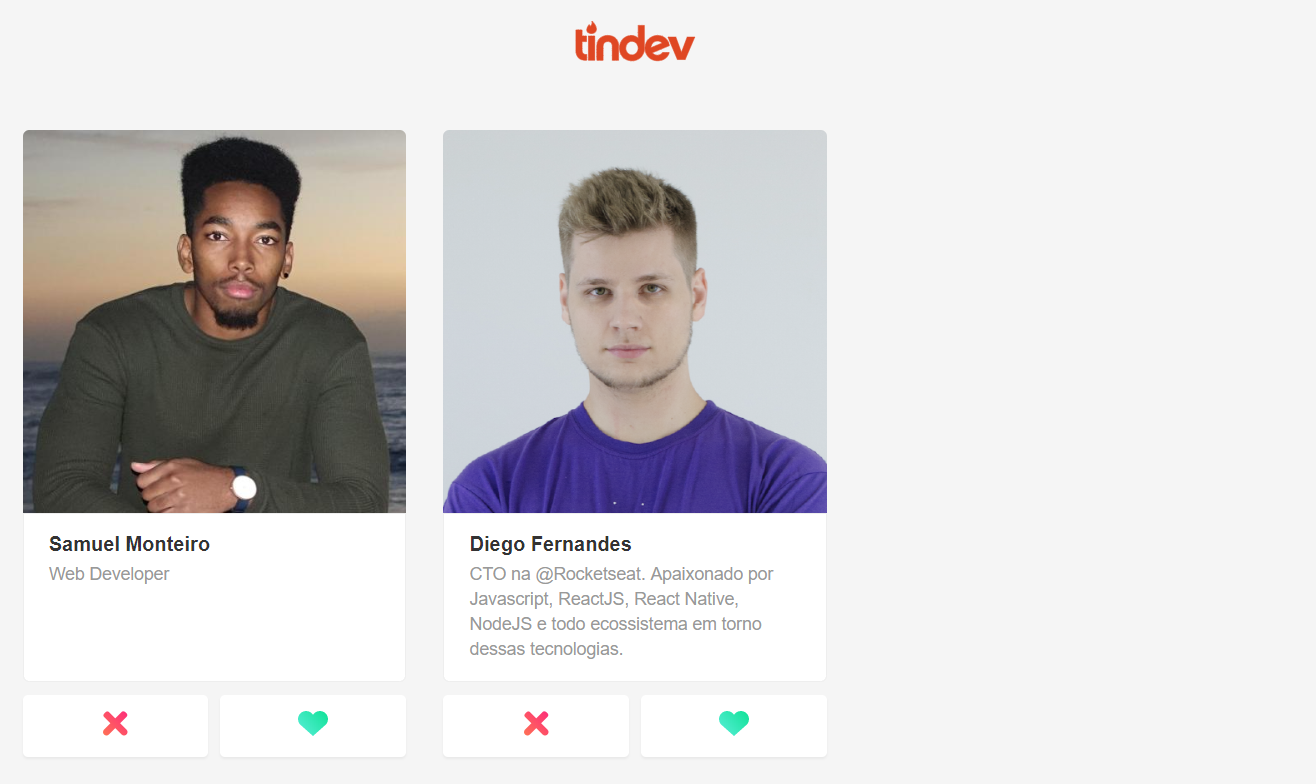 tindev
Samuel Monteiro
Web Developer
Diego Fernandes
CTO na @Rocketseat. Apaixonado por
Javascript, ReactJS, React Native,
NodeJS e todo ecossistema em torno
dessas tecnologias.